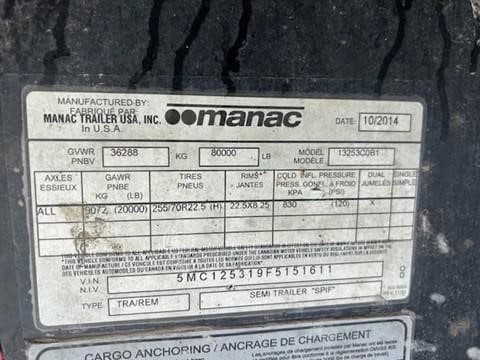 MANUFACTURED BY:
FABRIQUÉ PAR:
MANAC TRAILER USA, INC.
In U.S.A.
manac
DATE: 10/2014
GVWR
PNBV 36288 KG 80000 LB
MODEL
MODÈLE 13253C0B1
AXLES
ESSIEUX
GAWR
PNBE
KG (LB)
TIRES
PNEUS
RIMS
JANTES
COLD INFL. PRESSURE
PRESS. GONFL. À FROID
KPA (PSI)
DUAL
JUMELÉS
SINGLE
SIMPLE
ALL 9072 (20000) 255/70R22.5 (H) 22.5X8.25 830 (120) X
V.I.N.: 5MC125319F5151611
TYPE: TRA/REM SEMI TRAILER "SPIF"
CARGO ANCHORING / ANCRAGE DE CHARGEMENT